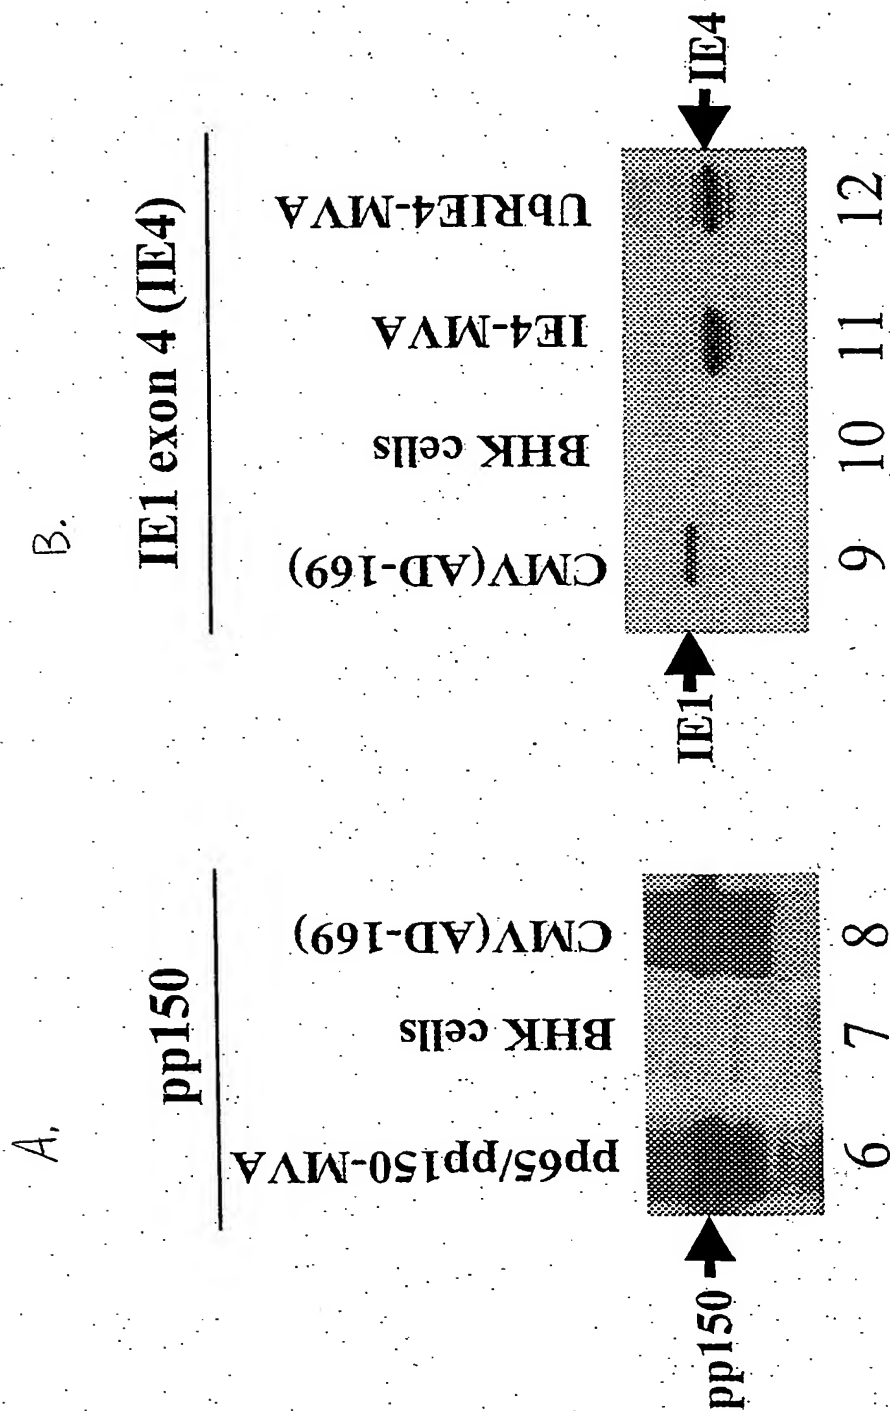 A.
pp150
pp65/pp150-MVA
BHK cells
CMV(AD-169)
pp150
6 7 8
B.
IE1 exon 4 (IE4)
CMV(AD-169)
BHK cells
IE4-MVA
UbRIE4-MVA
IE1
IE4
9 10 11 12